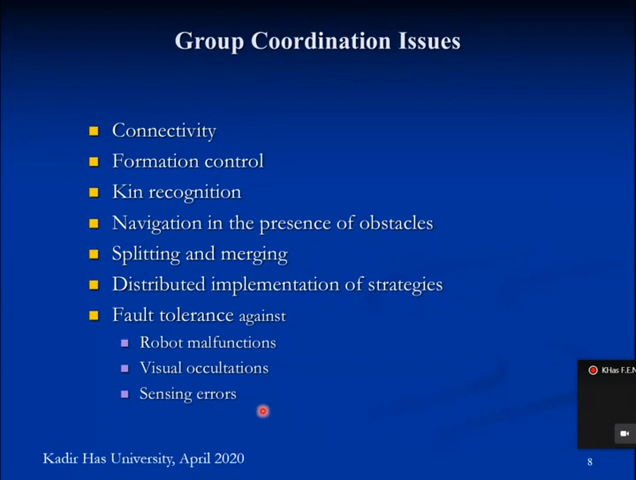 Group Coordination Issues
Connectivity
Formation control
Kin recognition
Navigation in the presence of obstacles
Splitting and merging
Distributed implementation of strategies
Fault tolerance against
Robot malfunctions
Visual occultations
Sensing errors
KHas F.E.N
Kadir Has University, April 2020
8